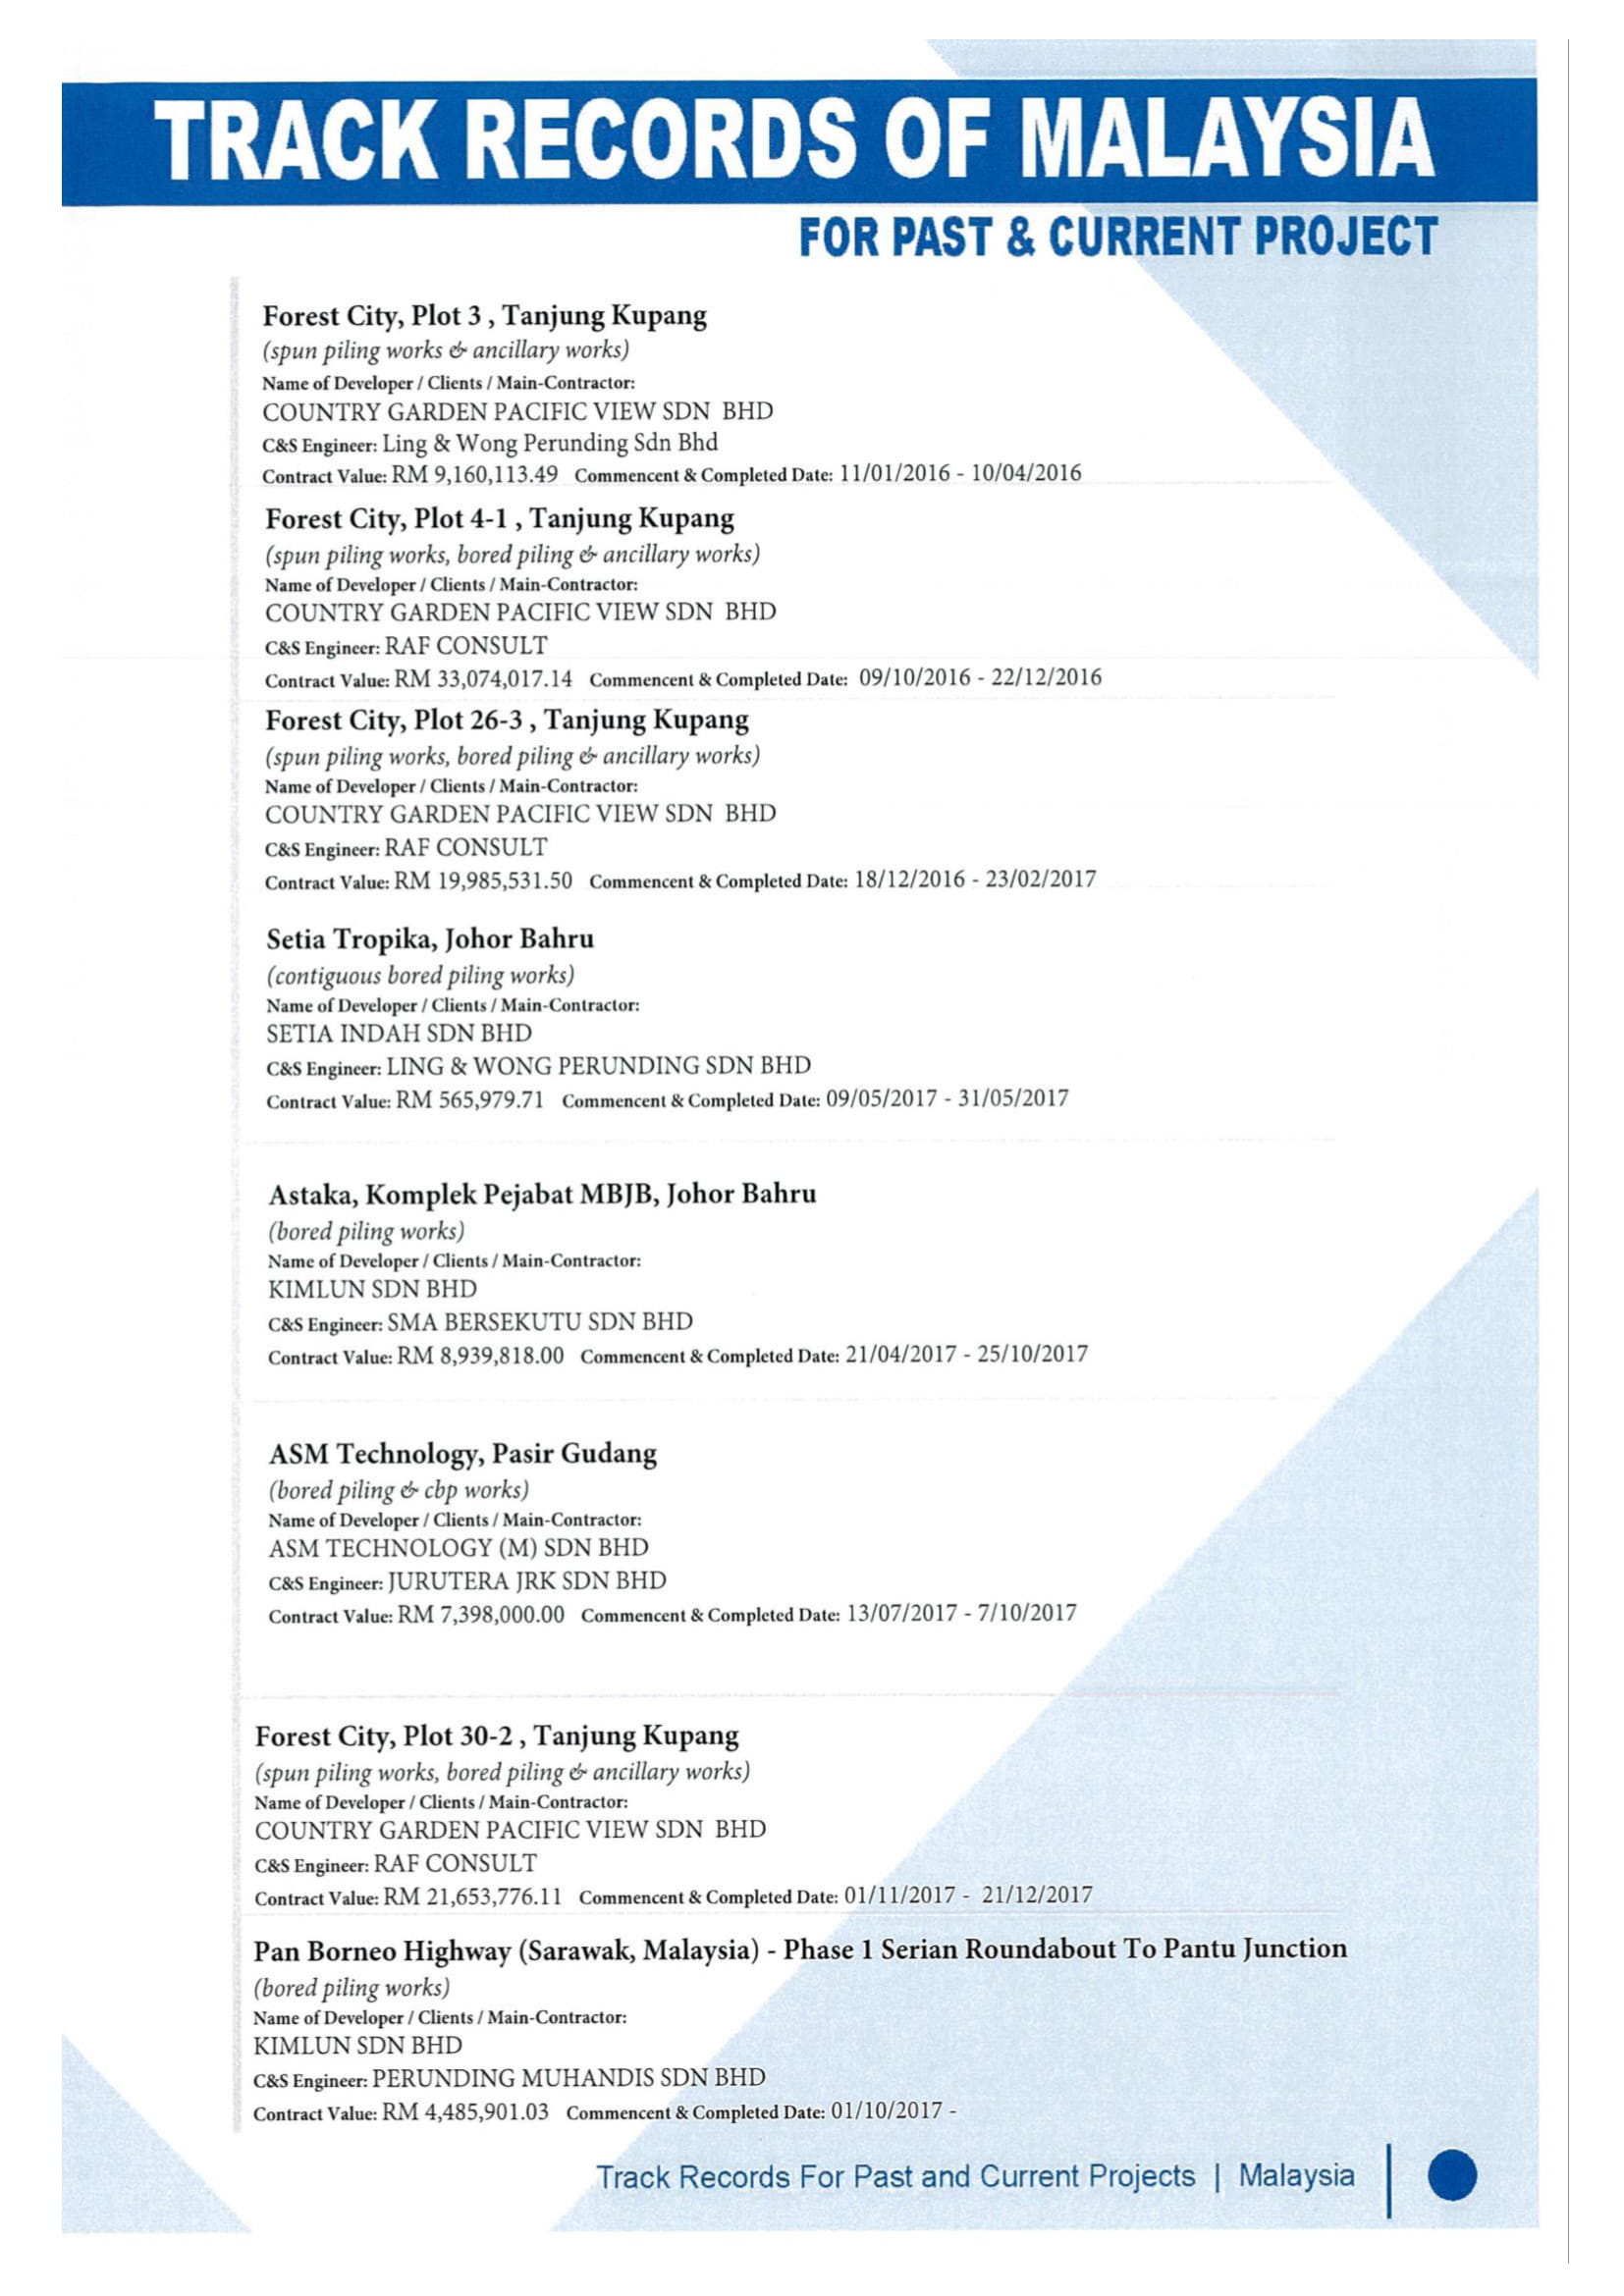 TRACK RECORDS OF MALAYSIA
FOR PAST & CURRENT PROJECT
Forest City, Plot 3 , Tanjung Kupang
(spun piling works & ancillary works)
Name of Developer / Clients / Main-Contractor:
COUNTRY GARDEN PACIFIC VIEW SDN BHD
C&S Engineer: Ling & Wong Perunding Sdn Bhd
Contract Value: RM 9,160,113.49 Commencent & Completed Date: 11/01/2016 - 10/04/2016
Forest City, Plot 4-1 , Tanjung Kupang
(spun piling works, bored piling & ancillary works)
Name of Developer / Clients / Main-Contractor:
COUNTRY GARDEN PACIFIC VIEW SDN BHD
C&S Engineer: RAF CONSULT
Contract Value: RM 33,074,017.14 Commencent & Completed Date: 09/10/2016 - 22/12/2016
Forest City, Plot 26-3 , Tanjung Kupang
(spun piling works, bored piling & ancillary works)
Name of Developer / Clients / Main-Contractor:
COUNTRY GARDEN PACIFIC VIEW SDN BHD
C&S Engineer: RAF CONSULT
Contract Value: RM 19,985,531.50 Commencent & Completed Date: 18/12/2016 - 23/02/2017
Setia Tropika, Johor Bahru
(contiguous bored piling works)
Name of Developer / Clients / Main-Contractor:
SETIA INDAH SDN BHD
C&S Engineer: LING & WONG PERUNDING SDN BHD
Contract Value: RM 565,979.71 Commencent & Completed Date: 09/05/2017 - 31/05/2017
Astaka, Komplek Pejabat MBJB, Johor Bahru
(bored piling works)
Name of Developer / Clients / Main-Contractor:
KIMLUN SDN BHD
C&S Engineer: SMA BERSEKUTU SDN BHD
Contract Value: RM 8,939,818.00 Commencent & Completed Date: 21/04/2017 - 25/10/2017
ASM Technology, Pasir Gudang
(bored piling & cbp works)
Name of Developer / Clients / Main-Contractor:
ASM TECHNOLOGY (M) SDN BHD
C&S Engineer: JURUTERA JRK SDN BHD
Contract Value: RM 7,398,000.00 Commencent & Completed Date: 13/07/2017 - 7/10/2017
Forest City, Plot 30-2 , Tanjung Kupang
(spun piling works, bored piling & ancillary works)
Name of Developer / Clients / Main-Contractor:
COUNTRY GARDEN PACIFIC VIEW SDN BHD
C&S Engineer: RAF CONSULT
Contract Value: RM 21,653,776.11 Commencent & Completed Date: 01/11/2017 - 21/12/2017
Pan Borneo Highway (Sarawak, Malaysia) - Phase 1 Serian Roundabout To Pantu Junction
(bored piling works)
Name of Developer / Clients / Main-Contractor:
KIMLUN SDN BHD
C&S Engineer: PERUNDING MUHANDIS SDN BHD
Contract Value: RM 4,485,901.03 Commencent & Completed Date: 01/10/2017 -
Track Records For Past and Current Projects | Malaysia